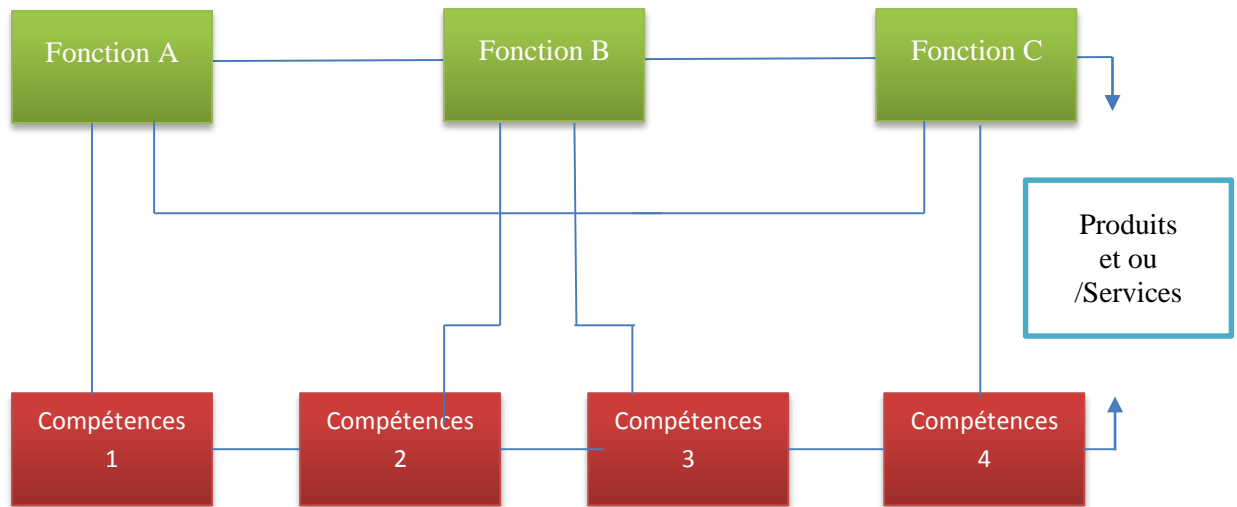 Fonction A
Fonction B
Fonction C
Produits
et ou
/Services
Compétences
1
Compétences
2
Compétences
3
Compétences
4